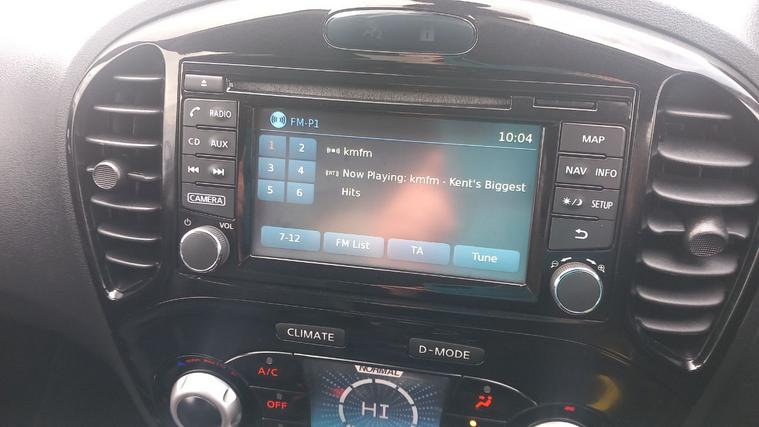 FM-P1
10:04
1 2
kmfm
3 4
RT Now Playing: kmfm - Kent's Biggest
Hits
5 6
7-12 FM List TA Tune
RADIO
CD AUX
CAMERA
VOL
MAP
NAV INFO
SETUP
CLIMATE
D-MODE
NORMAL
A/C
OFF
HI